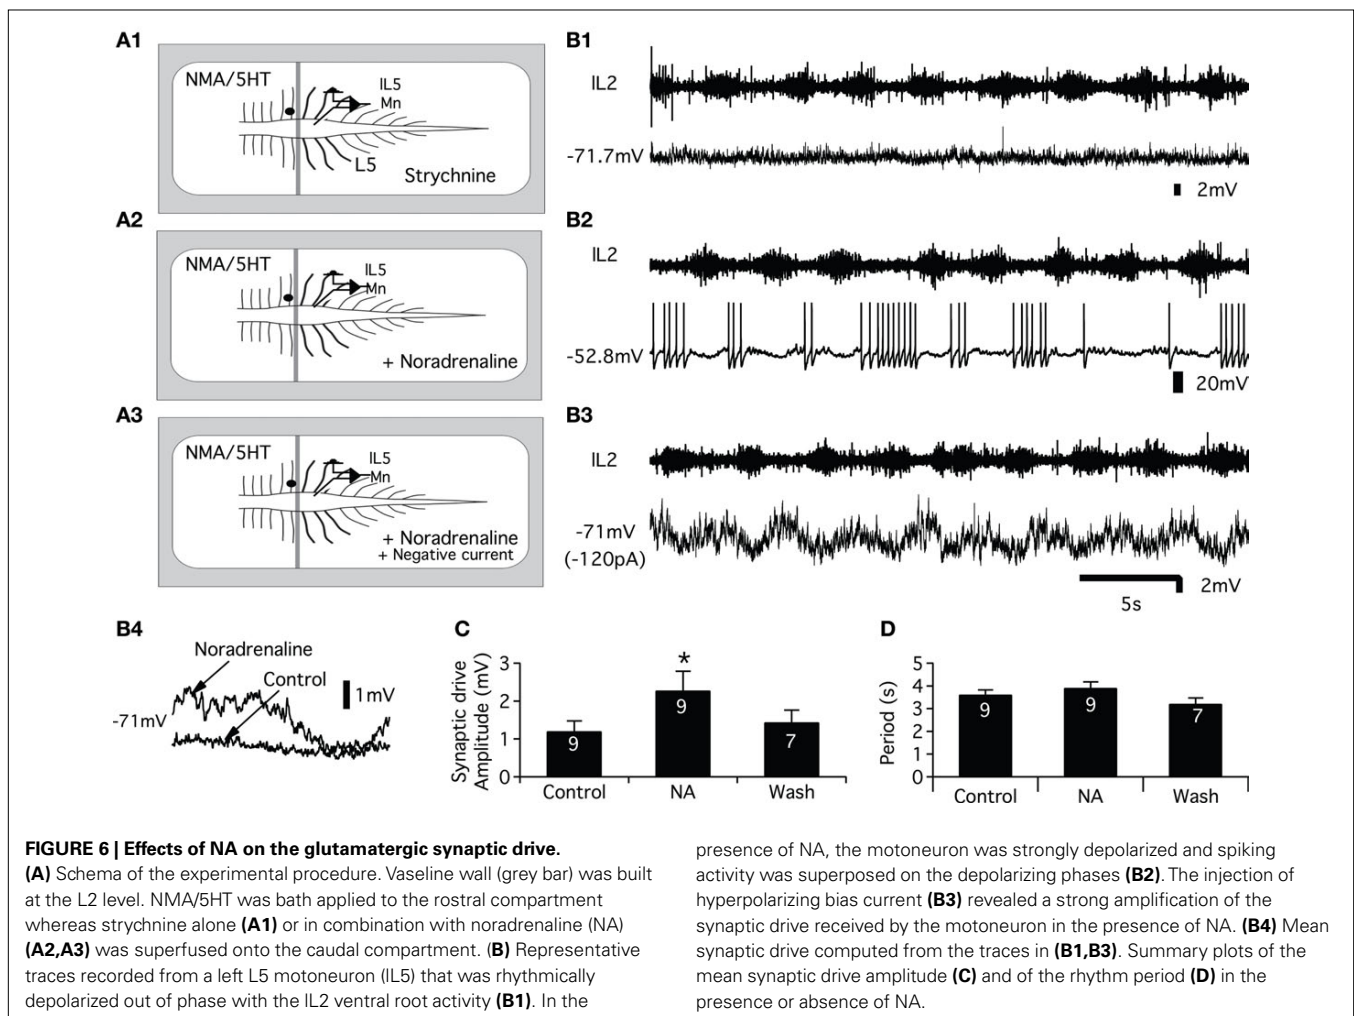 A1
NMA/5HT
lL5
Mn
L5
Strychnine
B1
lL2
-71.7mV
2mV
A2
NMA/5HT
lL5
Mn
+ Noradrenaline
B2
lL2
-52.8mV
20mV
A3
NMA/5HT
lL5
Mn
+ Noradrenaline
+ Negative current
B3
lL2
-71mV
(-120pA)
2mV
5s
B4
Noradrenaline
Control
1mV
-71mV
C
Synaptic drive
Amplitude (mV)
3
2
1
0
*
9
9
7
Control NA Wash
D
Period (s)
5
4
3
2
1
0
9
9
7
Control NA Wash
FIGURE 6 | Effects of NA on the glutamatergic synaptic drive.
(A) Schema of the experimental procedure. Vaseline wall (grey bar) was built
at the L2 level. NMA/5HT was bath applied to the rostral compartment
whereas strychnine alone (A1) or in combination with noradrenaline (NA)
(A2,A3) was superfused onto the caudal compartment. (B) Representative
traces recorded from a left L5 motoneuron (lL5) that was rhythmically
depolarized out of phase with the lL2 ventral root activity (B1). In the
presence of NA, the motoneuron was strongly depolarized and spiking
activity was superposed on the depolarizing phases (B2). The injection of
hyperpolarizing bias current (B3) revealed a strong amplification of the
synaptic drive received by the motoneuron in the presence of NA. (B4) Mean
synaptic drive computed from the traces in (B1,B3). Summary plots of the
mean synaptic drive amplitude (C) and of the rhythm period (D) in the
presence or absence of NA.